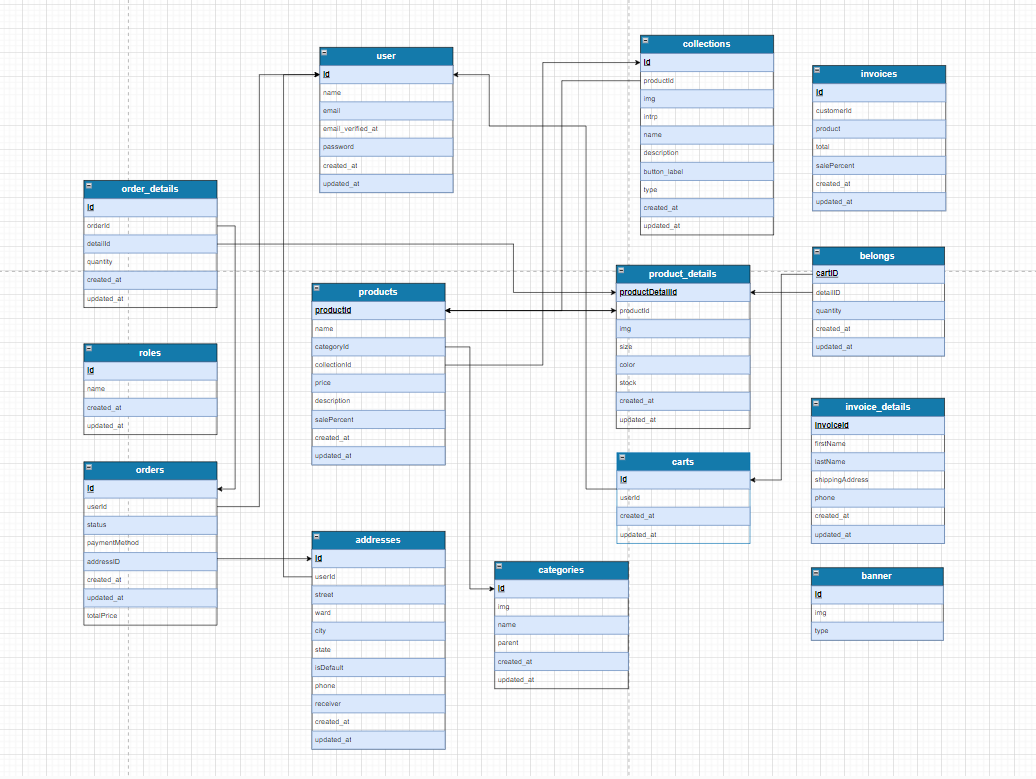 user
id
name
email
email_verified_at
password
created_at
updated_at
collections
id
productId
img
intrp
name
description
button_label
type
created_at
updated_at
invoices
id
customerId
product
total
salePercent
created_at
updated_at
order_details
id
orderId
detailId
quantity
created_at
updated_at
products
productId
name
categoryId
collectionId
price
description
salePercent
created_at
updated_at
product_details
productDetailId
productId
img
size
color
stock
created_at
updated_at
belongs
cartID
detailID
quantity
created_at
updated_at
roles
id
name
created_at
updated_at
invoice_details
invoiceId
firstName
lastName
shippingAddress
phone
created_at
updated_at
orders
id
userId
status
paymentMethod
addressID
created_at
updated_at
totalPrice
carts
id
userId
created_at
updated_at
addresses
id
userId
street
ward
city
state
isDefault
phone
receiver
created_at
updated_at
categories
id
img
name
parent
created_at
updated_at
banner
id
img
type